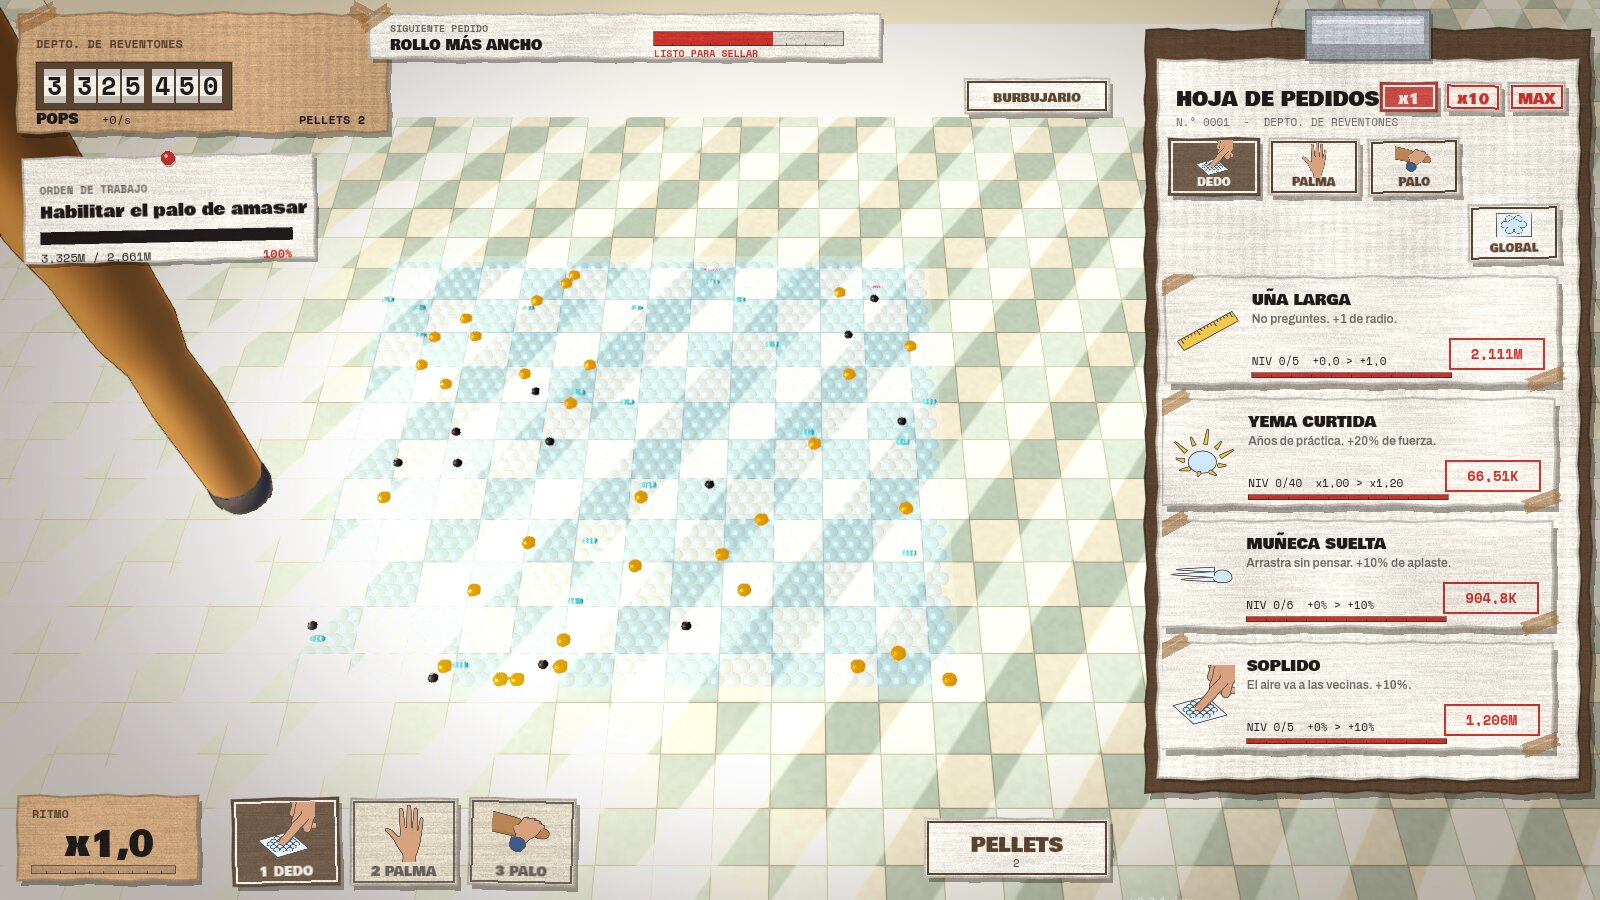 DEPTO. DE REVENTONES
3 325 450
POPS +0/s PELLETS 2
SIGUIENTE PEDIDO
ROLLO MÁS ANCHO
LISTO PARA SELLAR
BURBUJARIO
ORDEN DE TRABAJO
Habilitar el palo de amasar
3,325M / 2,661M 100%
HOJA DE PEDIDOS x1 x10 MAX
N.° 0001 - DEPTO. DE REVENTONES
DEDO PALMA PALO
GLOBAL
UÑA LARGA
No preguntes. +1 de radio.
NIV 0/5 +0,0 > +1,0
2,111M
YEMA CURTIDA
Años de práctica. +20% de fuerza.
NIV 0/40 x1,00 > x1,20
66,51K
MUÑECA SUELTA
Arrastra sin pensar. +10% de aplaste.
NIV 0/6 +0% > +10%
904,8K
SOPLIDO
El aire va a las vecinas. +10%.
NIV 0/5 +0% > +10%
1,206M
RITMO
x1,0
1 DEDO 2 PALMA 3 PALO
PELLETS
2